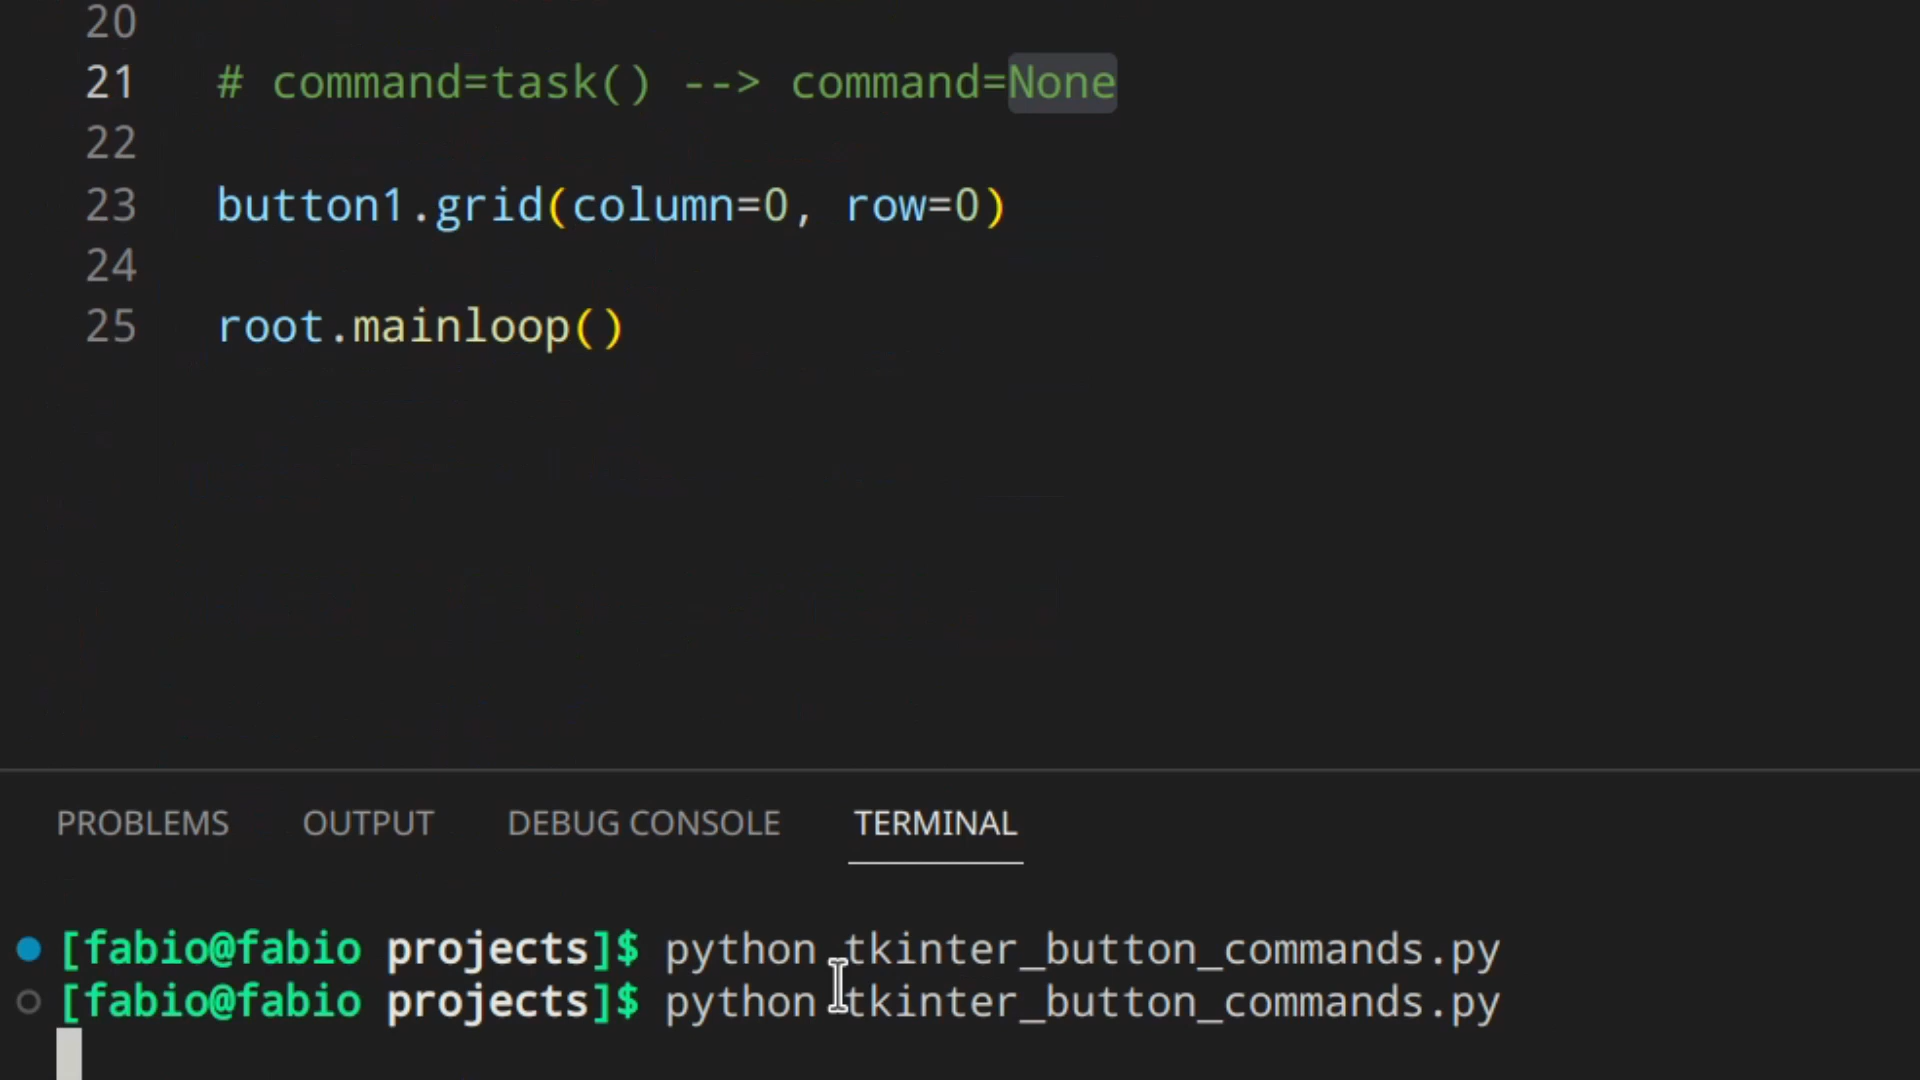 20
21 # command=task() --> command=None
22
23 button1.grid(column=0, row=0)
24
25 root.mainloop()
PROBLEMS OUTPUT DEBUG CONSOLE TERMINAL
[fabio@fabio projects]$ python tkinter_button_commands.py
[fabio@fabio projects]$ python tkinter_button_commands.py